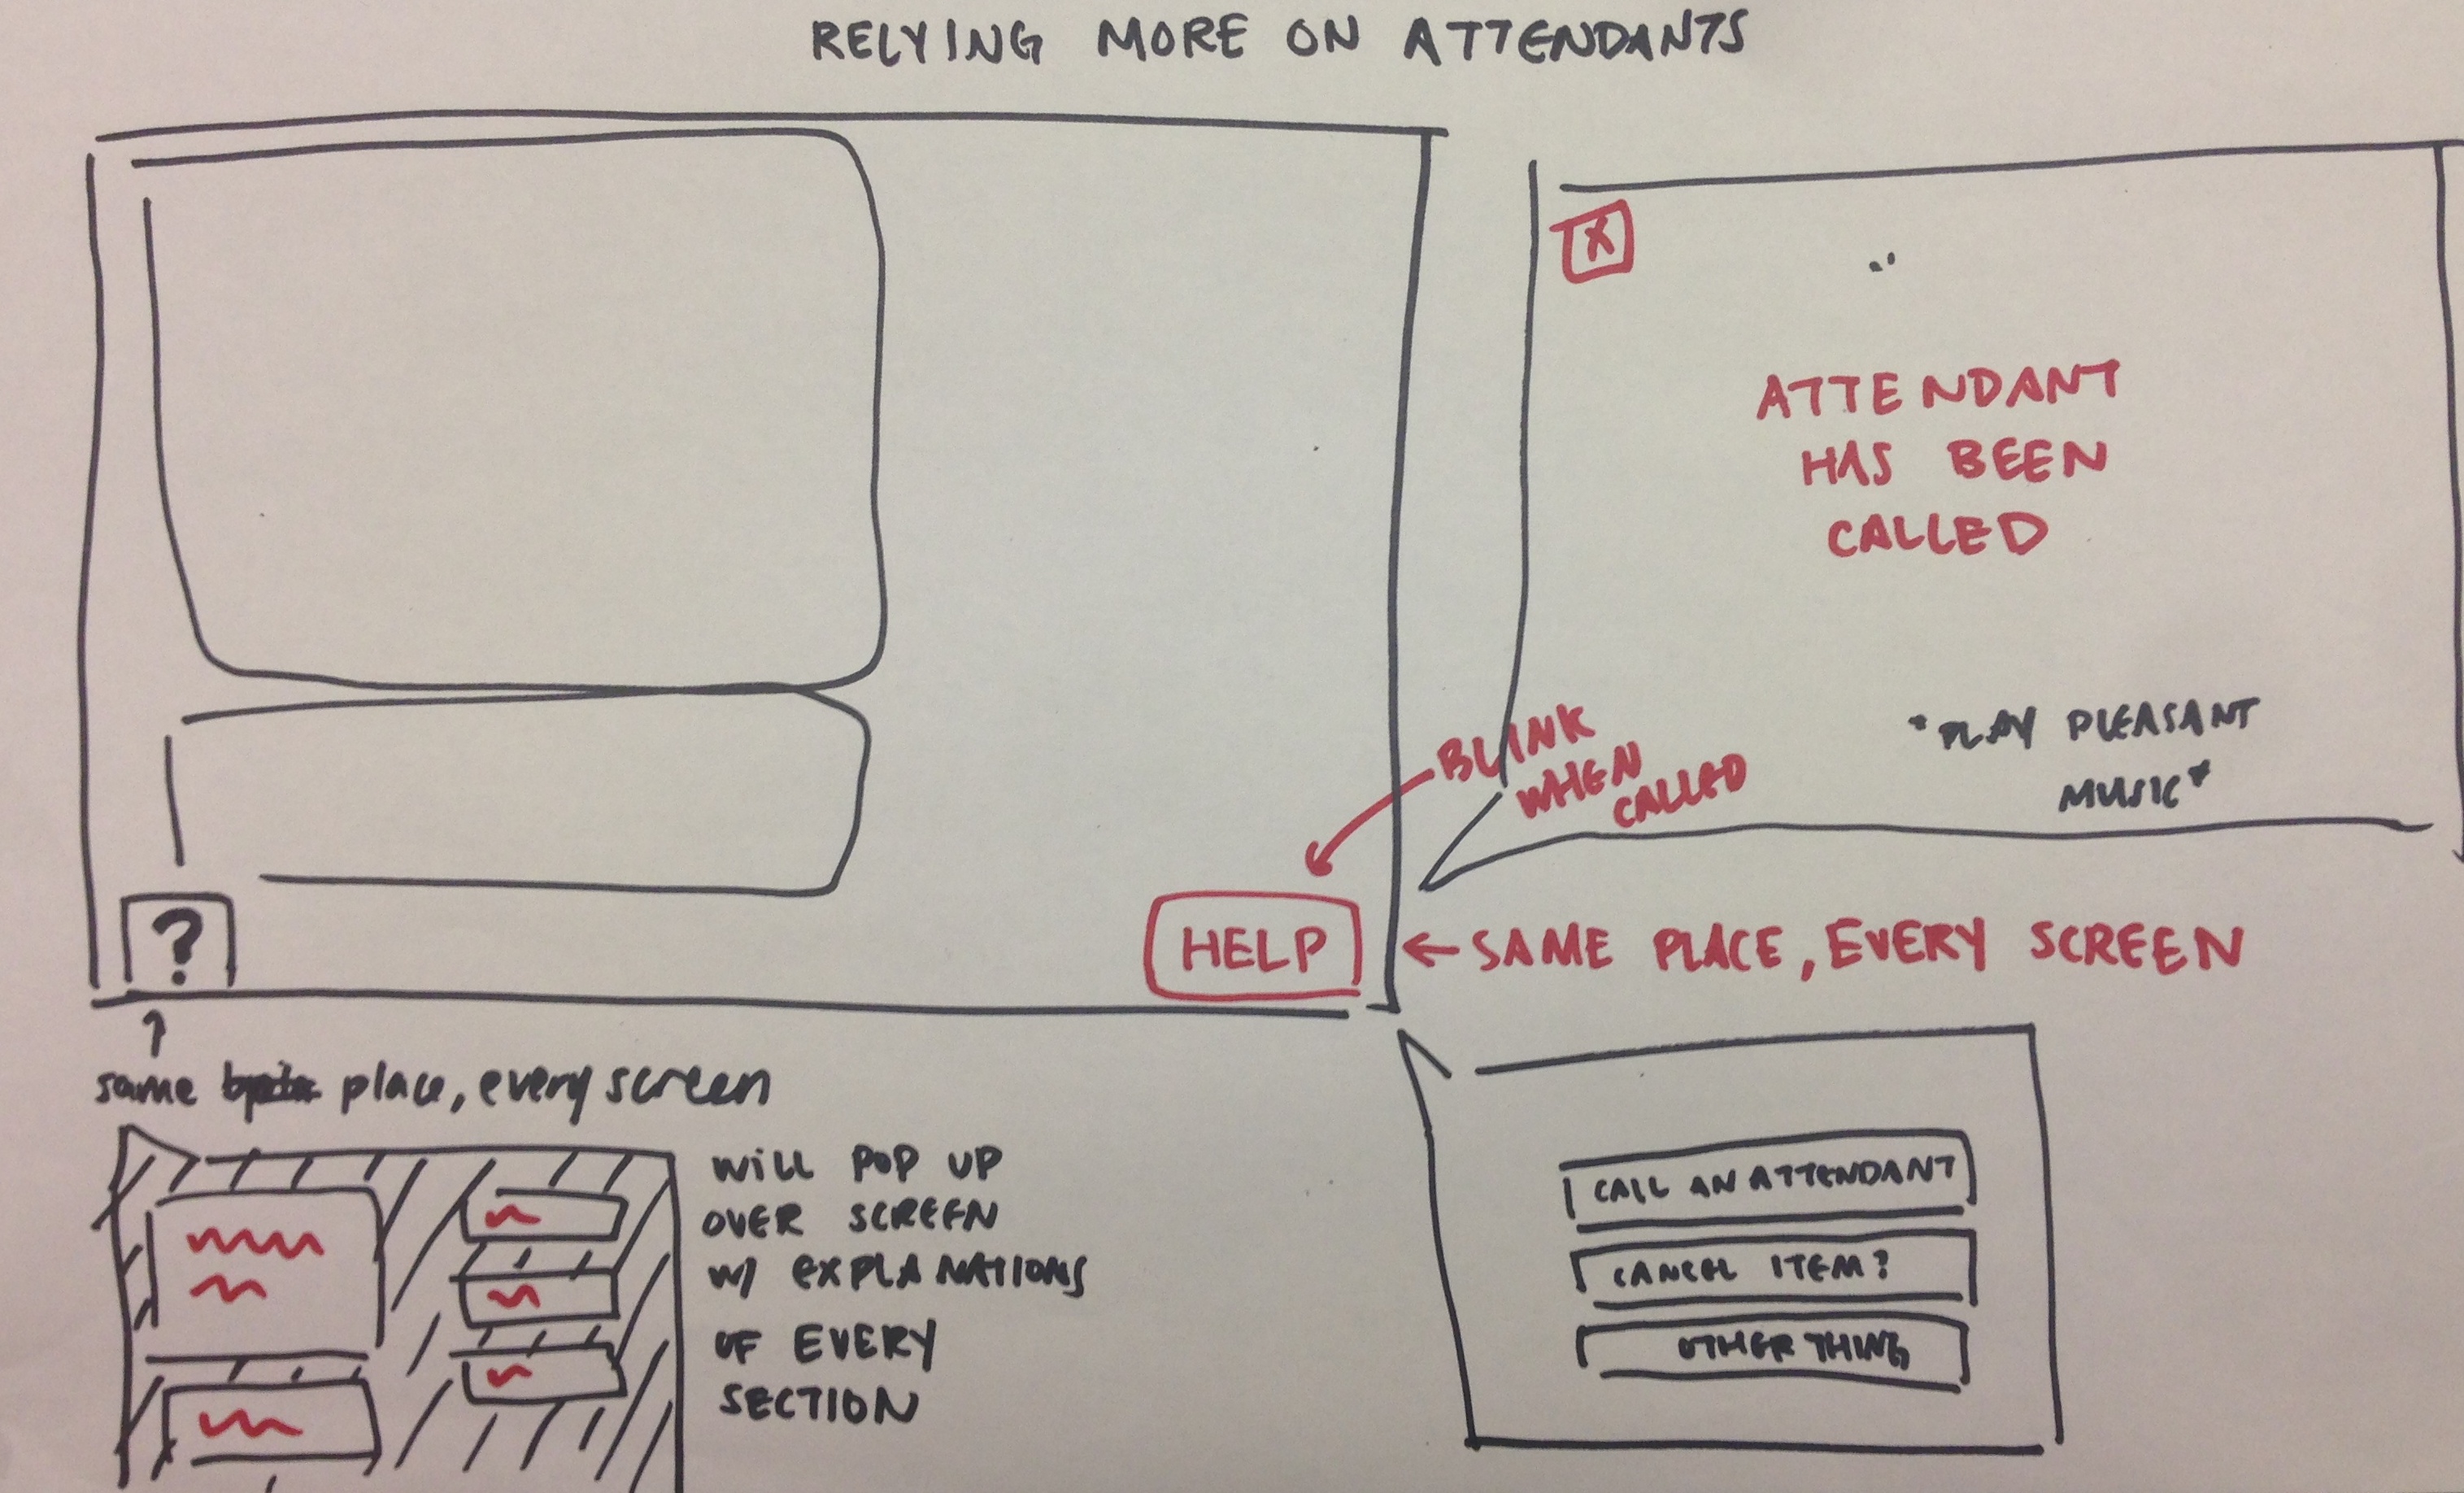 RELYING MORE ON ATTENDANTS
X
ATTENDANT
HAS BEEN
CALLED
*PLAY PLEASANT
MUSIC*
BLINK
WHEN
CALLED
?
HELP
← SAME PLACE, EVERY SCREEN
same place, every screen
WILL POP UP
OVER SCREEN
W/ EXPLANATIONS
OF EVERY
SECTION
CALL AN ATTENDANT
CANCEL ITEM?
OTHER THING